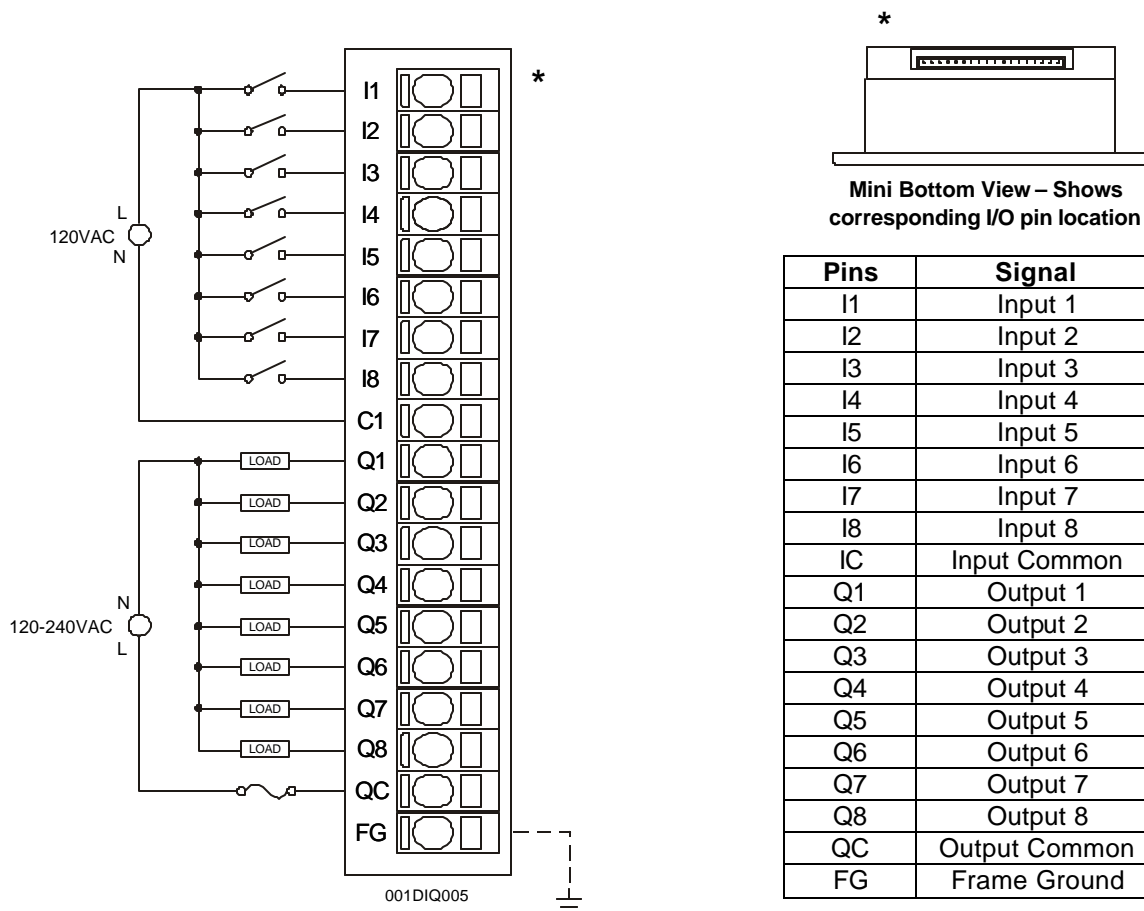 *
I1
I2
I3
I4
I5
I6
I7
I8
C1
Q1
Q2
Q3
Q4
Q5
Q6
Q7
Q8
QC
FG
L
120VAC
N
LOAD
LOAD
LOAD
LOAD
LOAD
LOAD
LOAD
LOAD
N
120-240VAC
L
001DIQ005
*
Mini Bottom View – Shows
corresponding I/O pin location
Pins Signal
I1 Input 1
I2 Input 2
I3 Input 3
I4 Input 4
I5 Input 5
I6 Input 6
I7 Input 7
I8 Input 8
IC Input Common
Q1 Output 1
Q2 Output 2
Q3 Output 3
Q4 Output 4
Q5 Output 5
Q6 Output 6
Q7 Output 7
Q8 Output 8
QC Output Common
FG Frame Ground